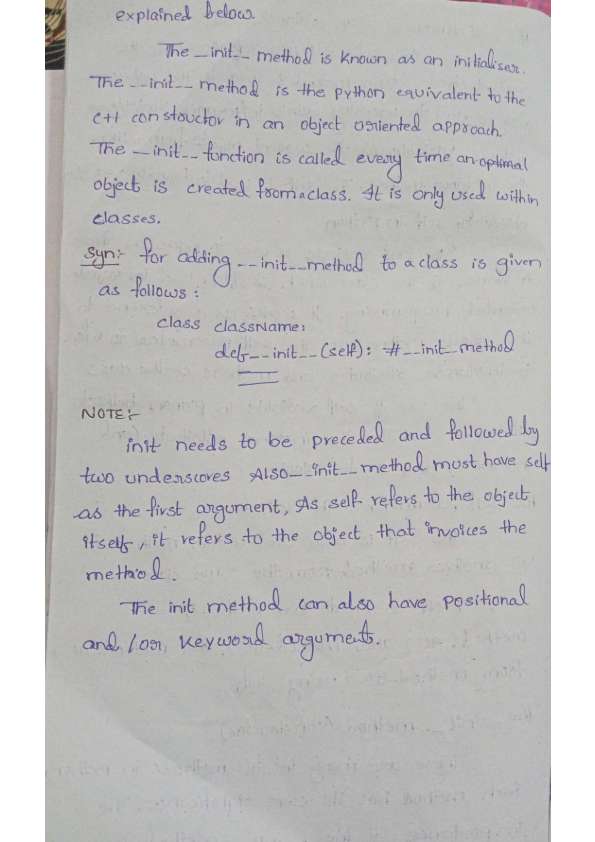 explained below.
The __init__ method is known as an initialiser.
The __init__ method is the python equivalent to the
C++ constructor in an object oriented approach.
The __init__ function is called every time an optimal
object is created from a class. It is only used within
classes.
Syn:- for adding __init__ method to a class is given
as follows:
class className:
def __init__(self): # __init__ method
NOTE:-
init needs to be preceded and followed by
two underscores Also __init__ method must have self
as the first argument, As self refers to the object
itself, it refers to the object that invoices the
method.
The init method can also have positional
and /or keyword arguments.